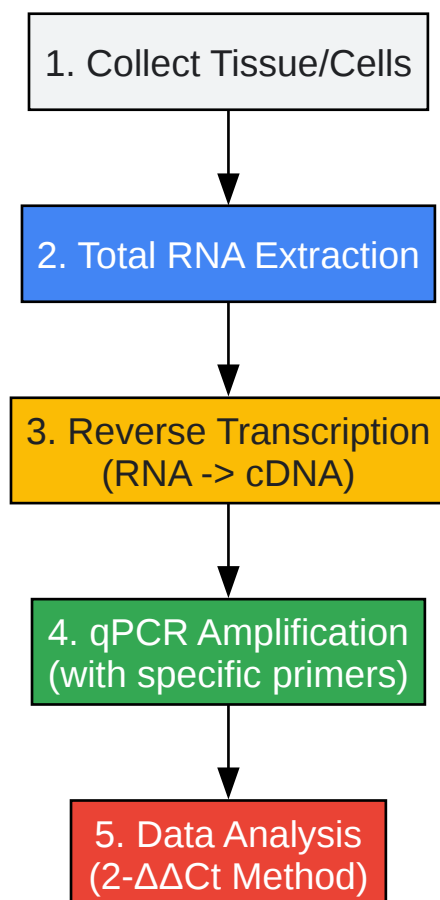 1. Collect Tissue/Cells
2. Total RNA Extraction
3. Reverse Transcription
(RNA -> cDNA)
4. qPCR Amplification
(with specific primers)
5. Data Analysis
(2-ΔΔCt Method)